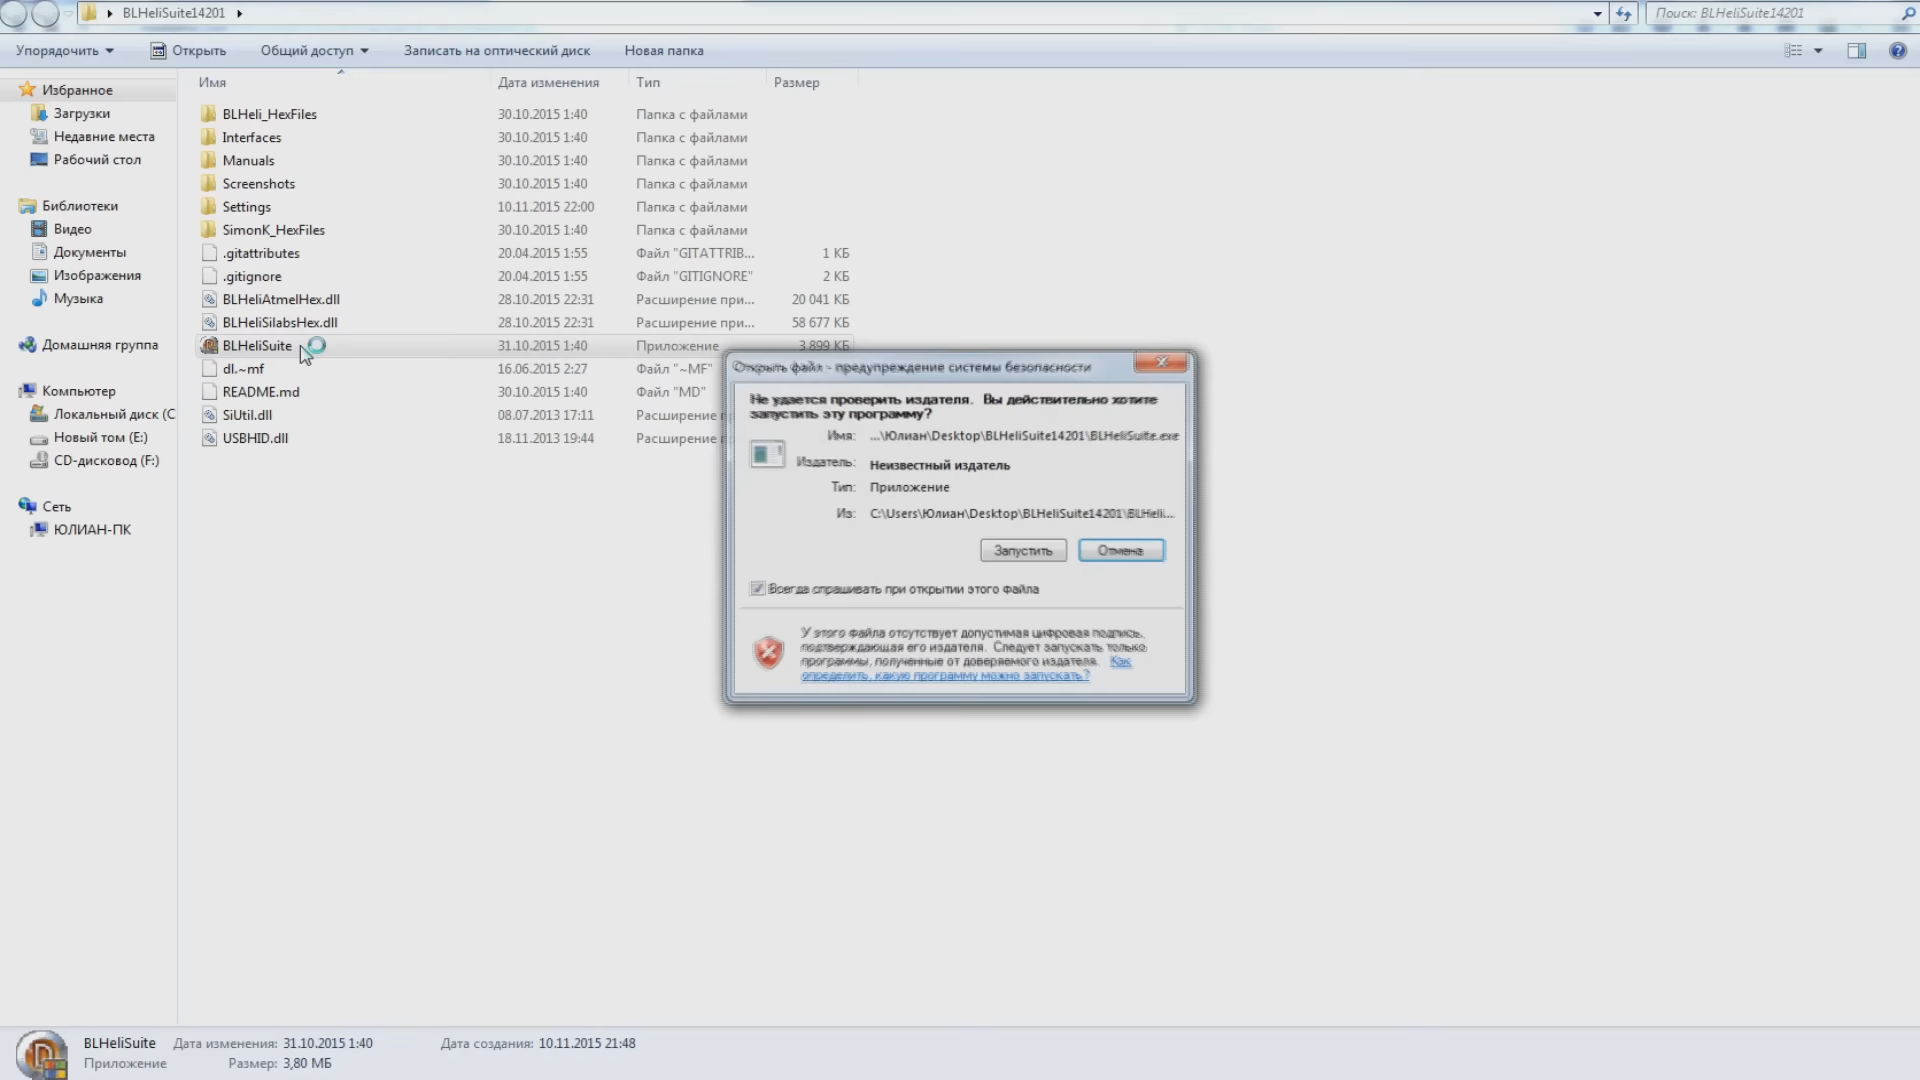 BLHeliSuite14201
Поиск: BLHeliSuite14201
Упорядочить
Открыть
Общий доступ
Записать на оптический диск
Новая папка
Имя
Дата изменения
Тип
Размер
Избранное
Загрузки
Недавние места
Рабочий стол
Библиотеки
Видео
Документы
Изображения
Музыка
Домашняя группа
Компьютер
Локальный диск (C
Новый том (E:)
CD-дисковод (F:)
Сеть
ЮЛИАН-ПК
BLHeli_HexFiles 30.10.2015 1:40 Папка с файлами
Interfaces 30.10.2015 1:40 Папка с файлами
Manuals 30.10.2015 1:40 Папка с файлами
Screenshots 30.10.2015 1:40 Папка с файлами
Settings 10.11.2015 22:00 Папка с файлами
SimonK_HexFiles 30.10.2015 1:40 Папка с файлами
.gitattributes 20.04.2015 1:55 Файл "GITATTRIB... 1 КБ
.gitignore 20.04.2015 1:55 Файл "GITIGNORE" 2 КБ
BLHeliAtmelHex.dll 28.10.2015 22:31 Расширение при... 20 041 КБ
BLHeliSilabsHex.dll 28.10.2015 22:31 Расширение при... 58 677 КБ
BLHeliSuite 31.10.2015 1:40 Приложение 3 899 КБ
dl.~mf 16.06.2015 2:27 Файл "~MF"
README.md 30.10.2015 1:40 Файл "MD"
SiUtil.dll 08.07.2013 17:11 Расширение
USBHID.dll 18.11.2013 19:44 Расширение
Открыть файл - предупреждение системы безопасности
Не удается проверить издателя. Вы действительно хотите
запустить эту программу?
Имя: ...\Юлиан\Desktop\BLHeliSuite14201\BLHeliSuite.exe
Издатель: Неизвестный издатель
Тип: Приложение
Из: C:\Users\Юлиан\Desktop\BLHeliSuite14201\BLHeli...
Запустить
Отмена
Всегда спрашивать при открытии этого файла
У этого файла отсутствует допустимая цифровая подпись,
подтверждающая его издателя. Следует запускать только
программы, полученные от доверяемого издателя. Как
определить, какую программу можно запускать?
BLHeliSuite Дата изменения: 31.10.2015 1:40 Дата создания: 10.11.2015 21:48
Приложение Размер: 3,80 МБ